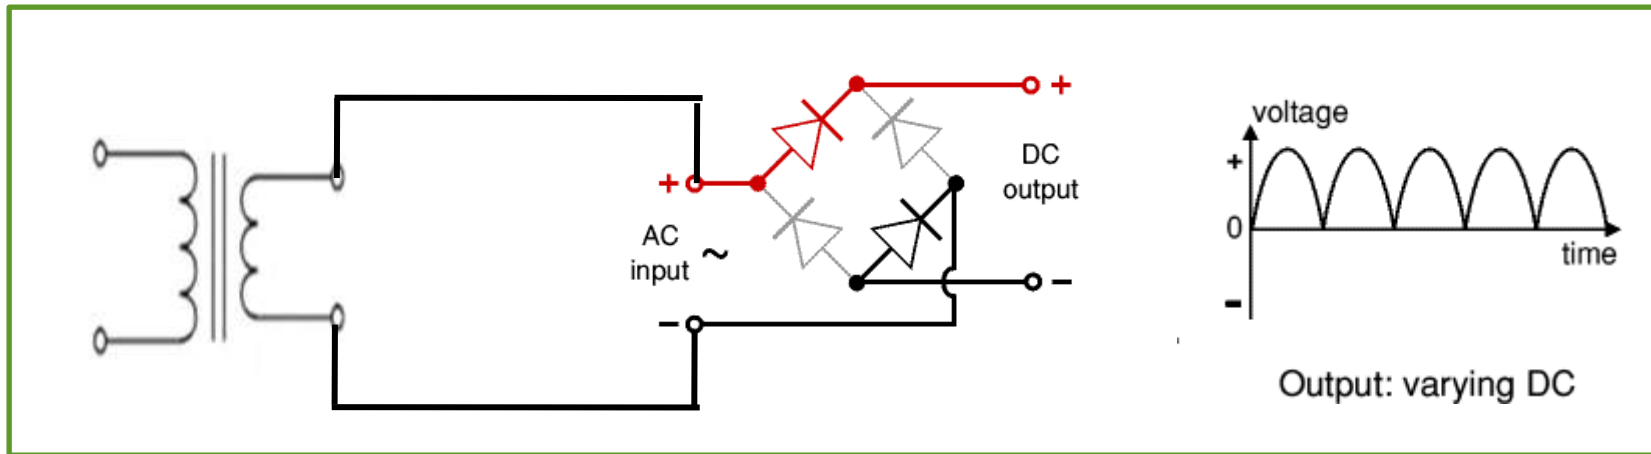 +
DC
output
+
AC
input ~
−
−
voltage
+
0
time
-
Output: varying DC